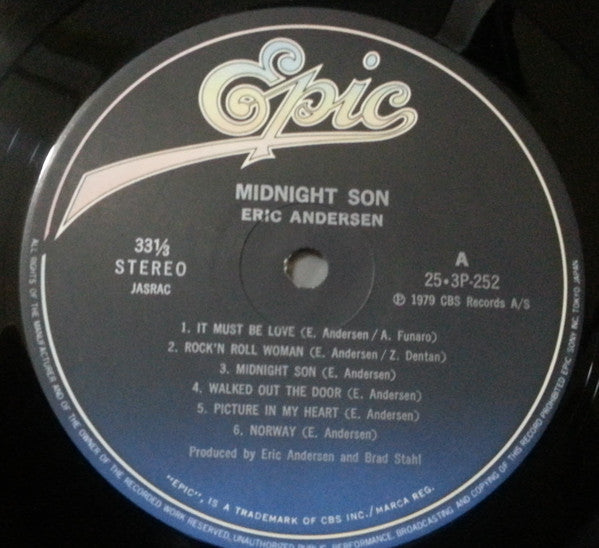 Epic
MIDNIGHT SON
ERIC ANDERSEN
33⅓
STEREO
JASRAC
A
25•3P-252
Ⓟ 1979 CBS Records A/S
1. IT MUST BE LOVE (E. Andersen / A. Funaro)
2. ROCK'N ROLL WOMAN (E. Andersen / Z. Dentan)
3. MIDNIGHT SON (E. Andersen)
4. WALKED OUT THE DOOR (E. Andersen)
5. PICTURE IN MY HEART (E. Andersen)
6. NORWAY (E. Andersen)
Produced by Eric Andersen and Brad Stahl
"EPIC", IS A TRADEMARK OF CBS INC./MARCA REG.
ALL RIGHTS OF THE MANUFACTURER AND OF THE OWNER OF THE RECORDED WORK RESERVED, UNAUTHORIZED PUBLIC PERFORMANCE, BROADCASTING AND COPYING OF THIS RECORD PROHIBITED EPIC SONY INC. TOKYO JAPAN